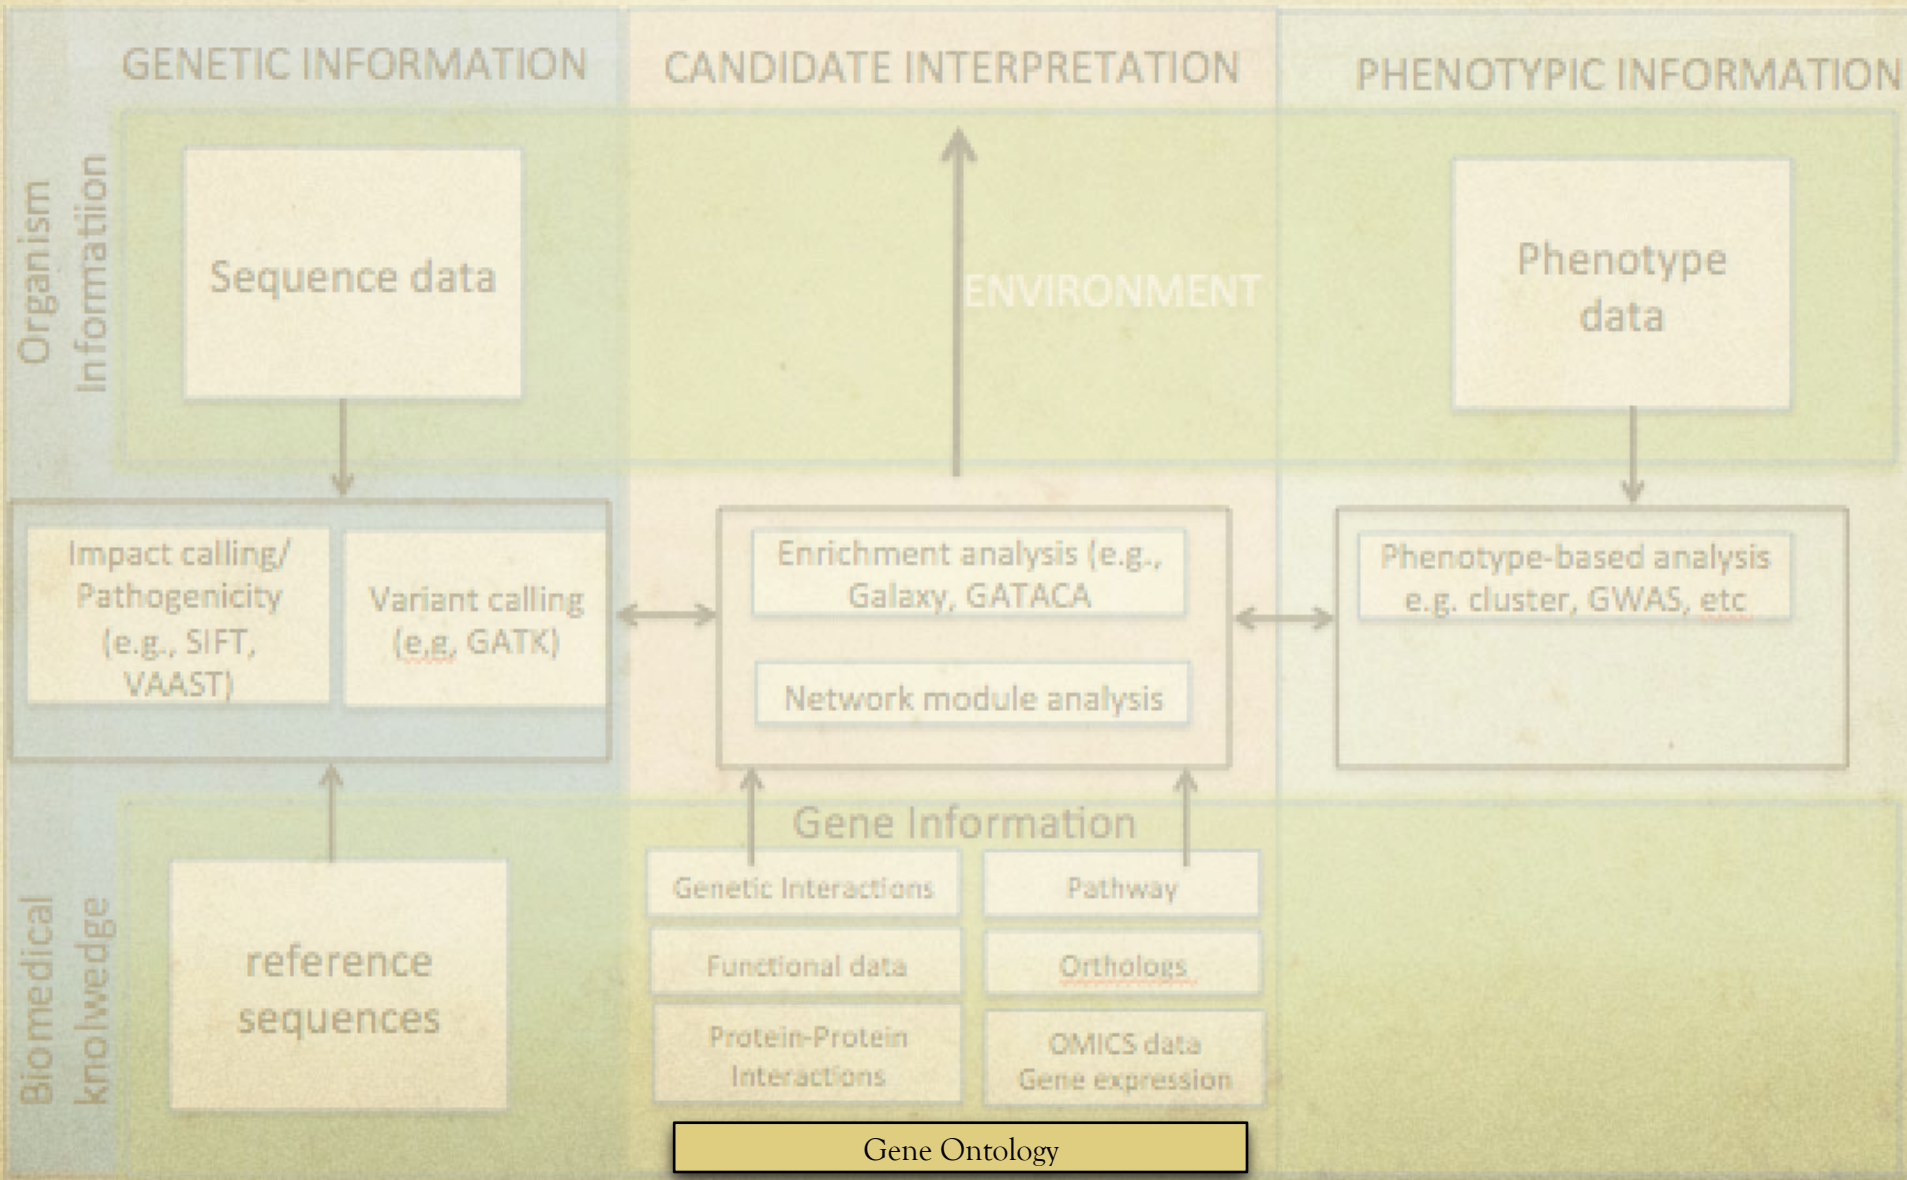 GENETIC INFORMATION
CANDIDATE INTERPRETATION
PHENOTYPIC INFORMATION
Organism
Informatiion
Sequence data
ENVIRONMENT
Phenotype
data
Impact calling/
Pathogenicity
(e.g., SIFT,
VAAST)
Variant calling
(e,g, GATK)
Enrichment analysis (e.g.,
Galaxy, GATACA
Network module analysis
Phenotype-based analysis
e.g. cluster, GWAS, etc
Biomedical
knolwedge
reference
sequences
Gene Information
Genetic Interactions
Pathway
Functional data
Orthologs
Protein-Protein
Interactions
OMICS data
Gene expression
Gene Ontology